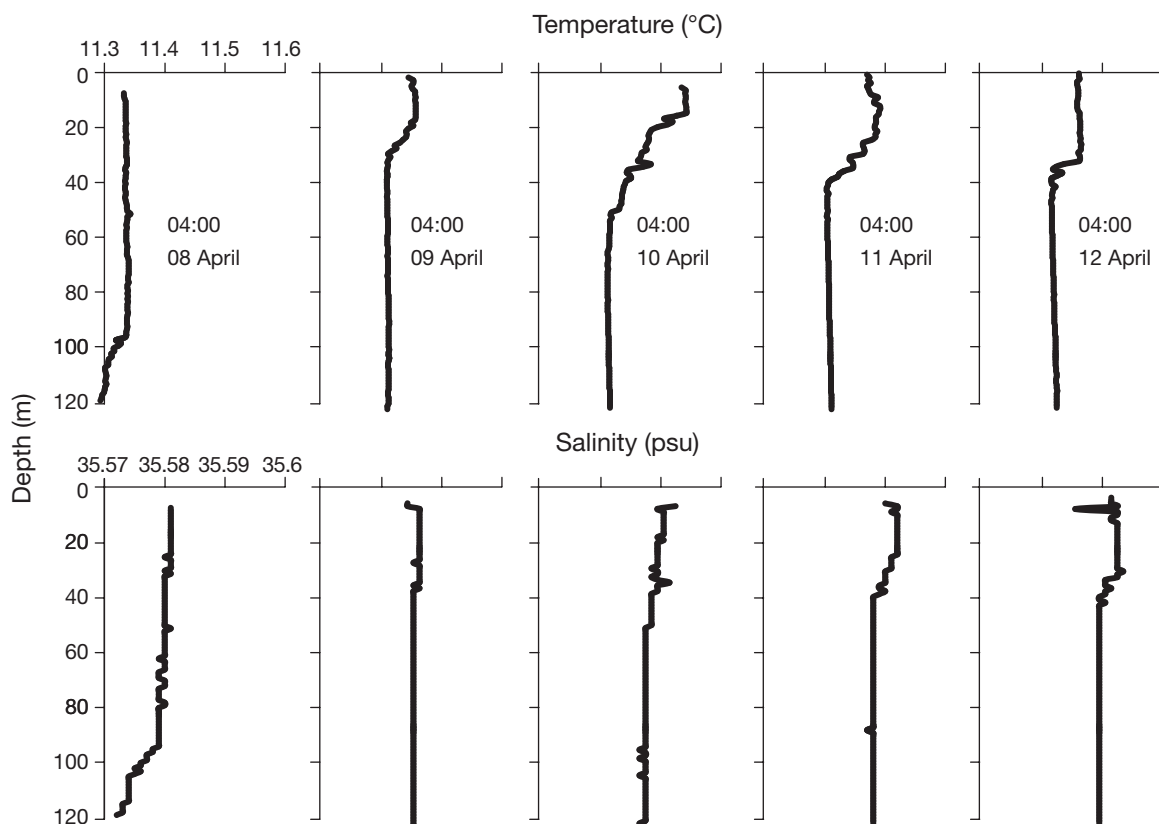 Temperature (°C)
11.3 11.4 11.5 11.6
0
20
40
60
80
100
120
04:00
08 April
04:00
09 April
04:00
10 April
04:00
11 April
04:00
12 April
Depth (m)
Salinity (psu)
35.57 35.58 35.59 35.6
0
20
40
60
80
100
120